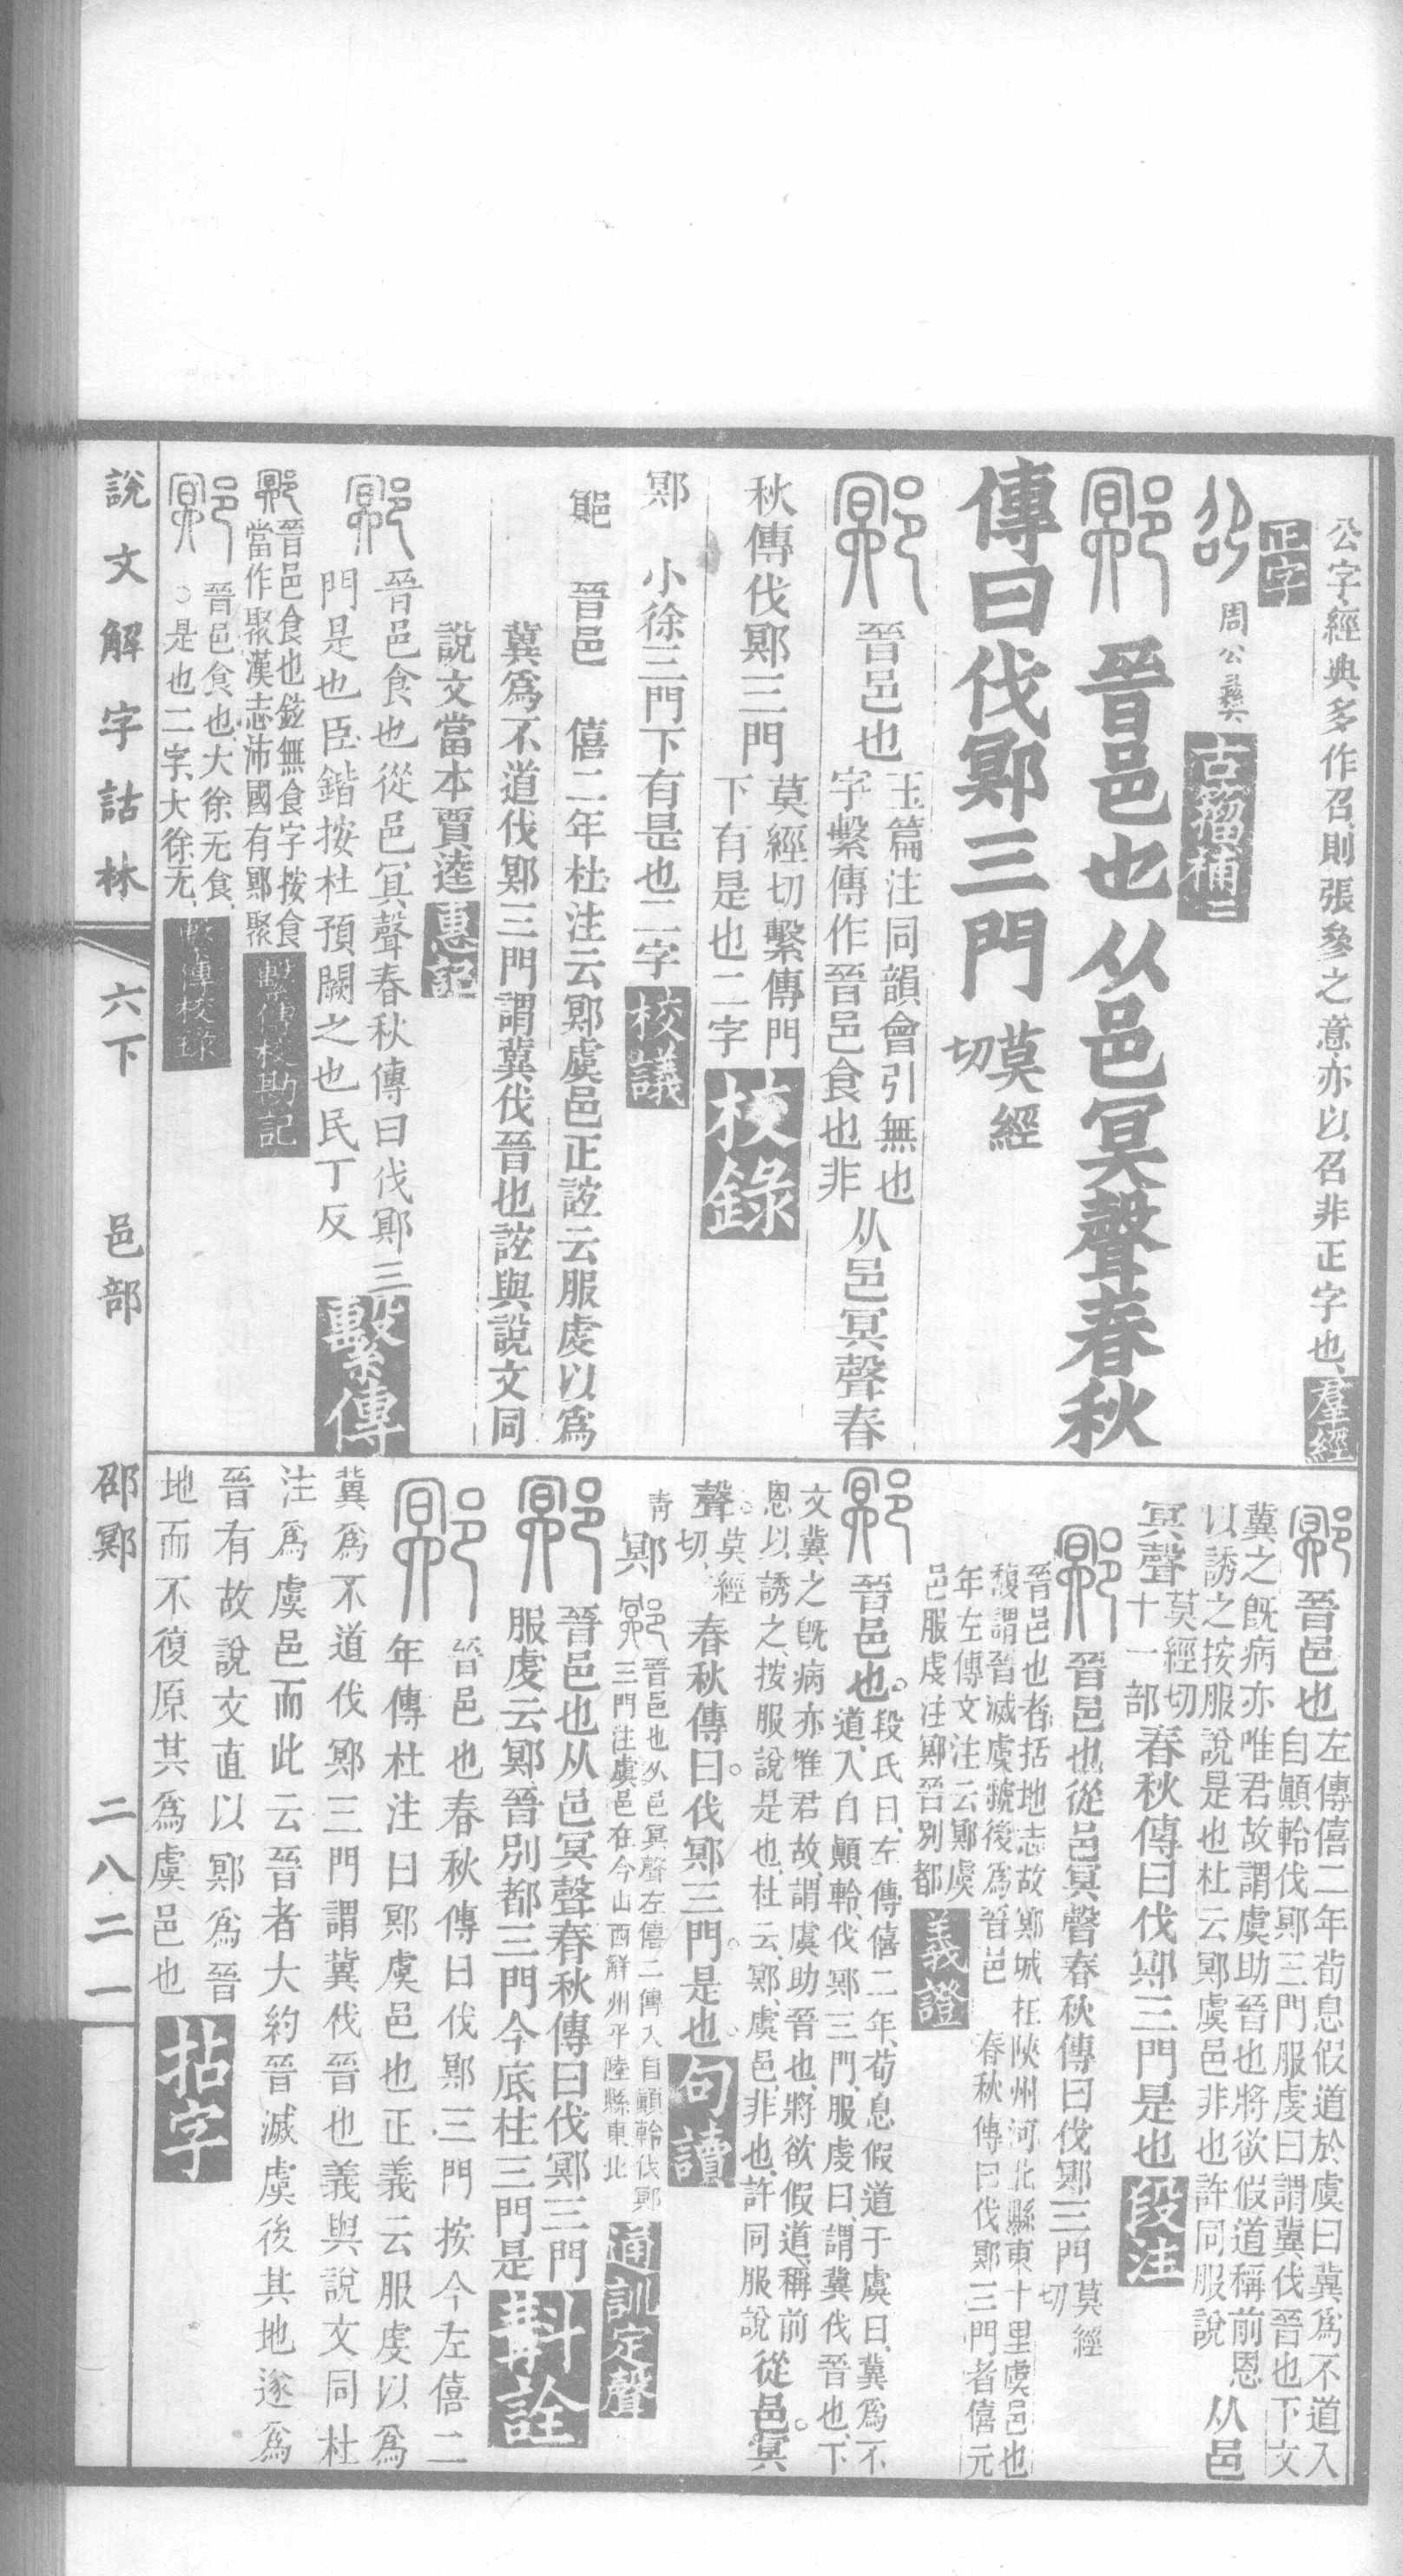 公字經典多作召則張參之意亦以召非正字也羣經
正字
周公彝古籀補二
鄍晉邑也从邑冥聲春秋
傳曰伐鄍三門莫經切
鄍晉邑也玉篇注同韻會引無也字繫傳作晉邑食也非从邑冥聲春
秋傳伐鄍三門莫經切繫傳門下有是也二字校錄
鄍 小徐三門下有是也二字校議
鄍 晉邑 僖二年杜注云鄍虞邑正誼云服虔以爲
冀爲不道伐鄍三門謂冀伐晉也誼與說文同
說文當本賈逵惠記
鄍晉邑食也從邑冥聲春秋傳曰伐鄍三
門是也臣鍇按杜預闕之也民丁反繫傳
鄍晉邑食也䥯無食字按食
當作聚漢志沛國有鄍聚繫傳校勘記
鄍晉邑食也大徐无食
○是也二字大徐无繫傳校錄
說文解字詁林 六下 邑部 邵鄍 二八二一
鄍晉邑也左傳僖二年荀息假道於虞曰冀爲不道入
自顚軨伐鄍三門服虔曰謂冀伐晉也下文
冀之旣病亦唯君故謂虞助晉也將欲假道稱前恩
以誘之按服說是也杜云鄍虞邑非也許同服說从邑
冥聲莫經切十一部春秋傳曰伐鄍三門是也段注
鄍晉邑也從邑冥聲春秋傳曰伐鄍三門莫經切
晉邑也者括地志故鄍城在陝州河北縣東十里虞邑也
馥謂晉滅虞虢後爲晉邑 春秋傳曰伐鄍三門者僖元
年左傳文注云鄍虞
邑服虔注鄍晉別都義證
鄍晉邑也。段氏曰左傳僖二年荀息假道于虞曰冀爲不
道入自顚軨伐鄍三門服虔曰謂冀伐晉也下
文冀之旣病亦唯君故謂虞助晉也將欲假道稱前
恩以誘之按服說是也杜云鄍虞邑非也許同服說從邑。冥
聲。莫經切春秋傳曰。伐鄍三門。是也。句讀
靑 鄍 晉邑也从邑冥聲左僖二傳入自顚軨伐鄍
三門注虞邑在今山西解州平陸縣東北通訓定聲
鄍晉邑也从邑冥聲春秋傳曰伐鄍三門
服虔云鄍晉別都三門今底柱三門是斠詮
鄍晉邑也春秋傳曰伐鄍三門按今左僖二
年傳杜注曰鄍虞邑也正義云服虔以爲
冀爲不道伐鄍三門謂冀伐晉也義與說文同杜
注爲虞邑而此云晉者大約晉滅虞後其地遂爲
晉有故說文直以鄍爲晉
地而不復原其爲虞邑也拈字